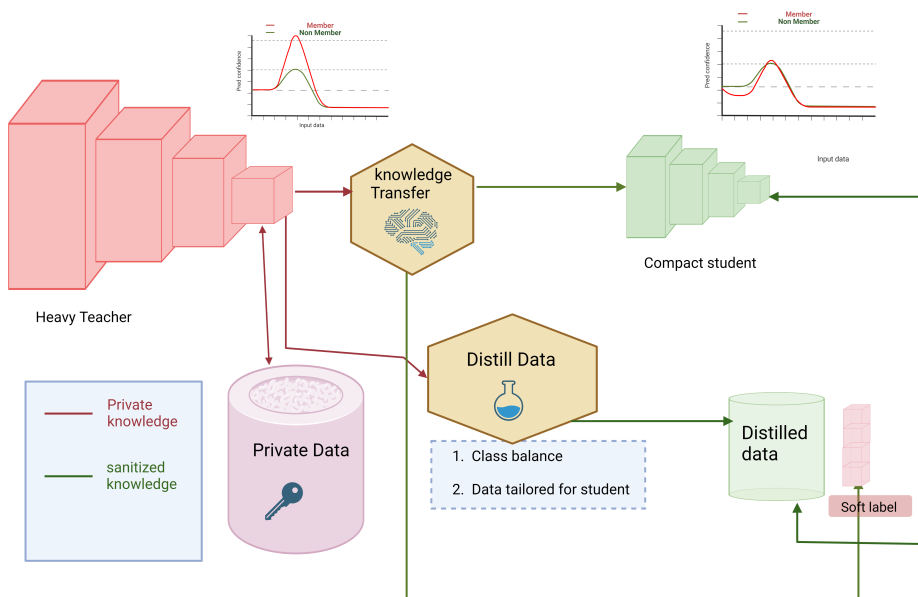 Member
Non Member
Pred confidence
Input data
Member
Non Member
Pred confidence
Input data
knowledge
Transfer
Heavy Teacher
Compact student
Distill Data
Private
knowledge
sanitized
knowledge
Private Data
1. Class balance
2. Data tailored for student
Distilled
data
Soft label